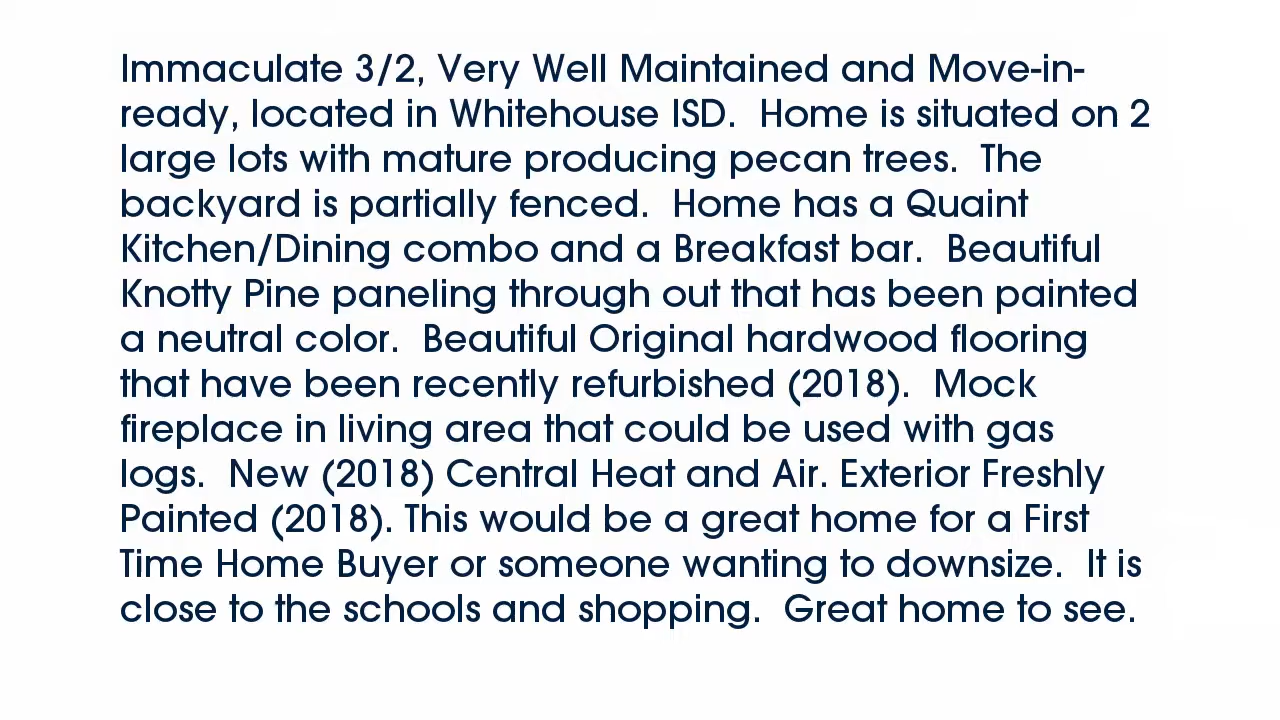 Immaculate 3/2, Very Well Maintained and Move-in-
ready, located in Whitehouse ISD.  Home is situated on 2
large lots with mature producing pecan trees.  The
backyard is partially fenced.  Home has a Quaint
Kitchen/Dining combo and a Breakfast bar.  Beautiful
Knotty Pine paneling through out that has been painted
a neutral color.  Beautiful Original hardwood flooring
that have been recently refurbished (2018).  Mock
fireplace in living area that could be used with gas
logs.  New (2018) Central Heat and Air. Exterior Freshly
Painted (2018). This would be a great home for a First
Time Home Buyer or someone wanting to downsize.  It is
close to the schools and shopping.  Great home to see.